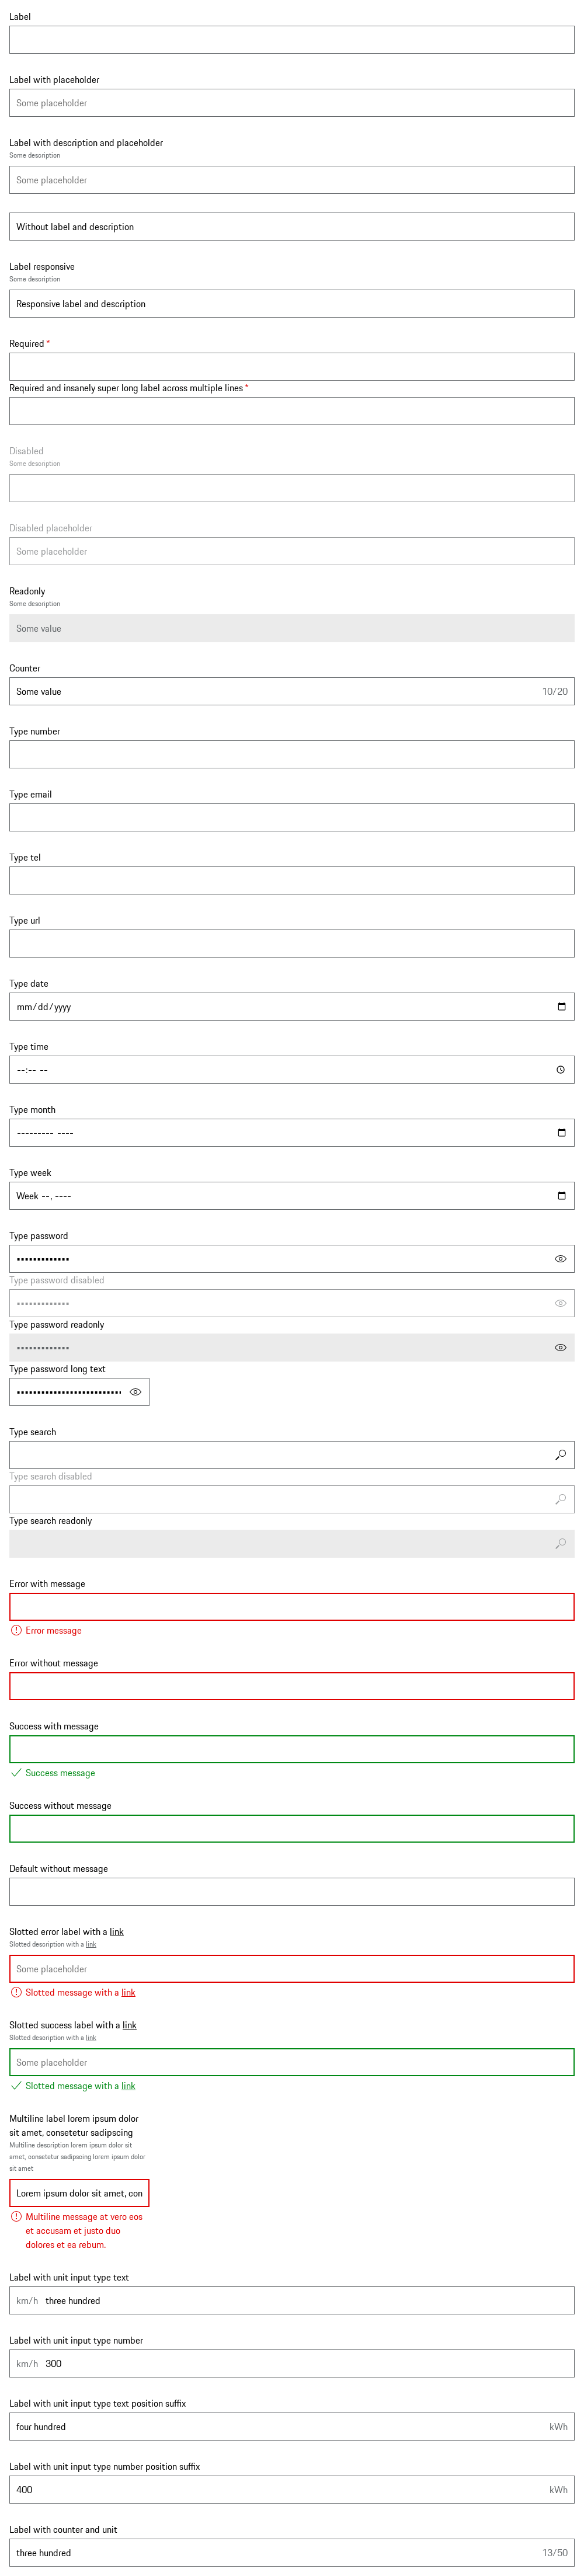 Label
Label with placeholder
Some placeholder
Label with description and placeholder
Some description
Some placeholder
Without label and description
Label responsive
Some description
Responsive label and description
Required *
Required and insanely super long label across multiple lines *
Disabled
Some description
Disabled placeholder
Some placeholder
Readonly
Some description
Some value
Counter
Some value 10/20
Type number
Type email
Type tel
Type url
Type date
mm/dd/yyyy
Type time
--:-- --
Type month
--------- ----
Type week
Week --, ----
Type password
•••••••••••••
Type password disabled
•••••••••••••
Type password readonly
•••••••••••••
Type password long text
••••••••••••••••••••••••••
Type search
Type search disabled
Type search readonly
Error with message
Error message
Error without message
Success with message
Success message
Success without message
Default without message
Slotted error label with a link
Slotted description with a link
Some placeholder
Slotted message with a link
Slotted success label with a link
Slotted description with a link
Some placeholder
Slotted message with a link
Multiline label lorem ipsum dolor
sit amet, consetetur sadipscing
Multiline description lorem ipsum dolor sit
amet, consetetur sadipscing lorem ipsum dolor
sit amet
Lorem ipsum dolor sit amet, con
Multiline message at vero eos
et accusam et justo duo
dolores et ea rebum.
Label with unit input type text
km/h three hundred
Label with unit input type number
km/h 300
Label with unit input type text position suffix
four hundred kWh
Label with unit input type number position suffix
400 kWh
Label with counter and unit
three hundred 13/50